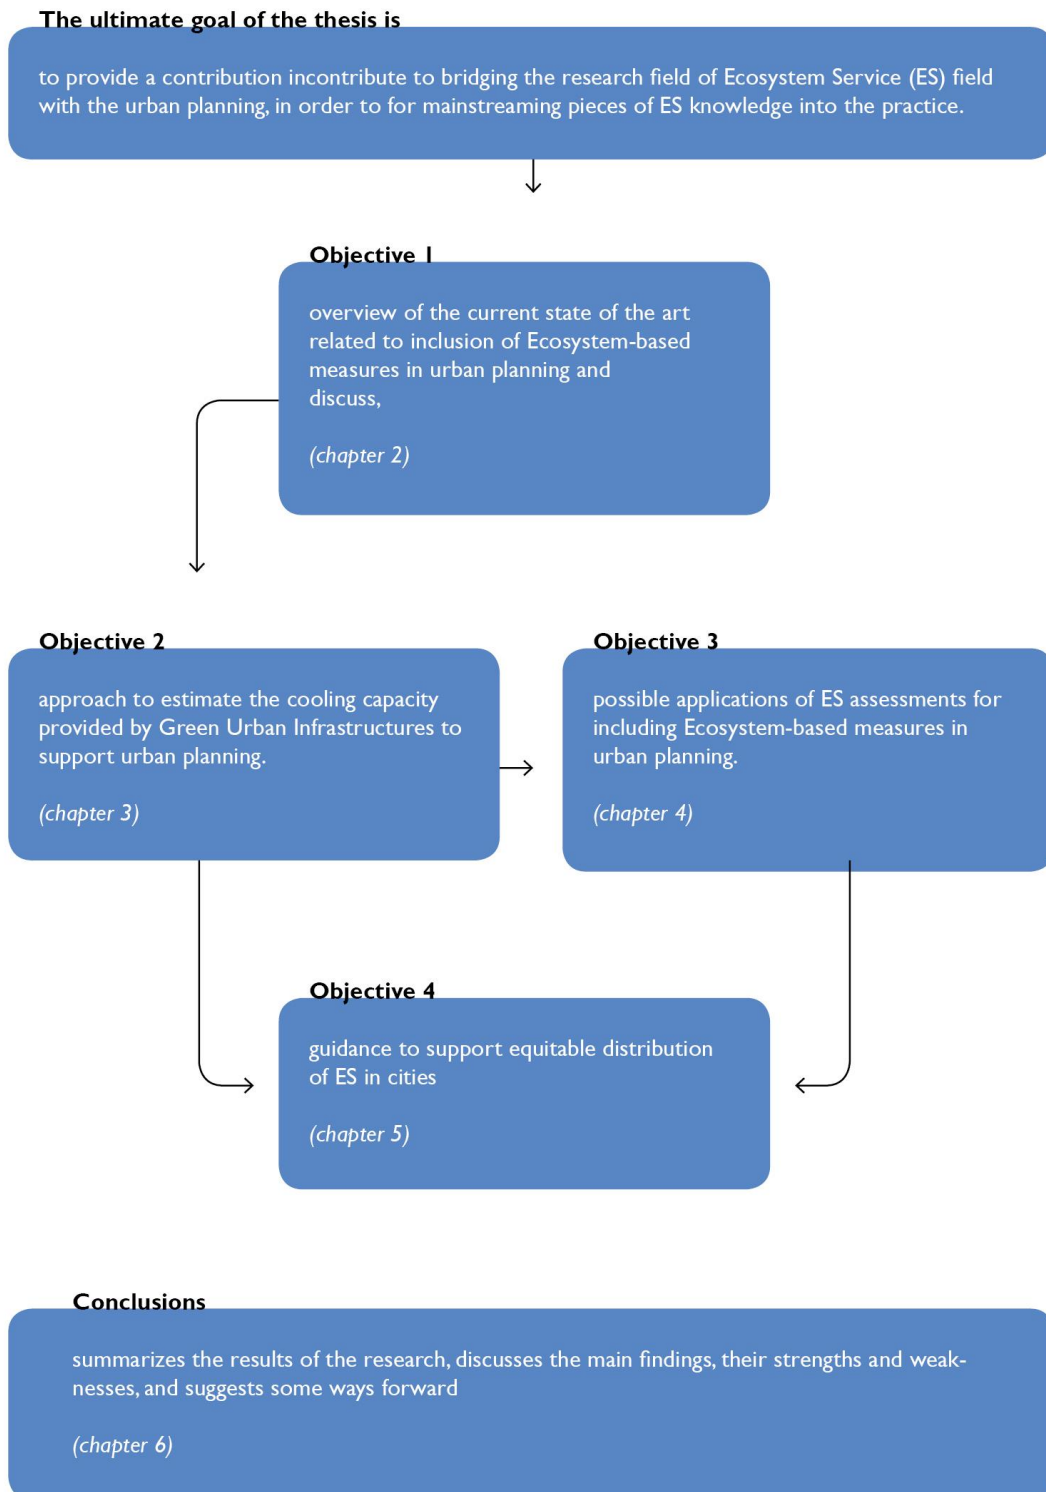 The ultimate goal of the thesis is
to provide a contribution incontribute to bridging the research field of Ecosystem Service (ES) field
with the urban planning, in order to for mainstreaming pieces of ES knowledge into the practice.
Objective 1
overview of the current state of the art
related to inclusion of Ecosystem-based
measures in urban planning and
discuss,
(chapter 2)
Objective 2
approach to estimate the cooling capacity
provided by Green Urban Infrastructures to
support urban planning.
(chapter 3)
Objective 3
possible applications of ES assessments for
including Ecosystem-based measures in
urban planning.
(chapter 4)
Objective 4
guidance to support equitable distribution
of ES in cities
(chapter 5)
Conclusions
summarizes the results of the research, discusses the main findings, their strengths and weak-
nesses, and suggests some ways forward
(chapter 6)